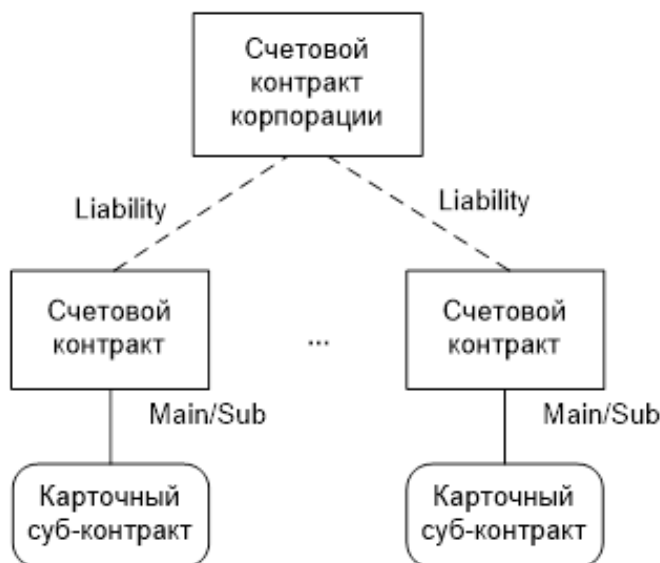 Счетовой
контракт
корпорации
Liability
Liability
Счетовой
контракт
...
Счетовой
контракт
Main/Sub
Main/Sub
Карточный
суб-контракт
Карточный
суб-контракт